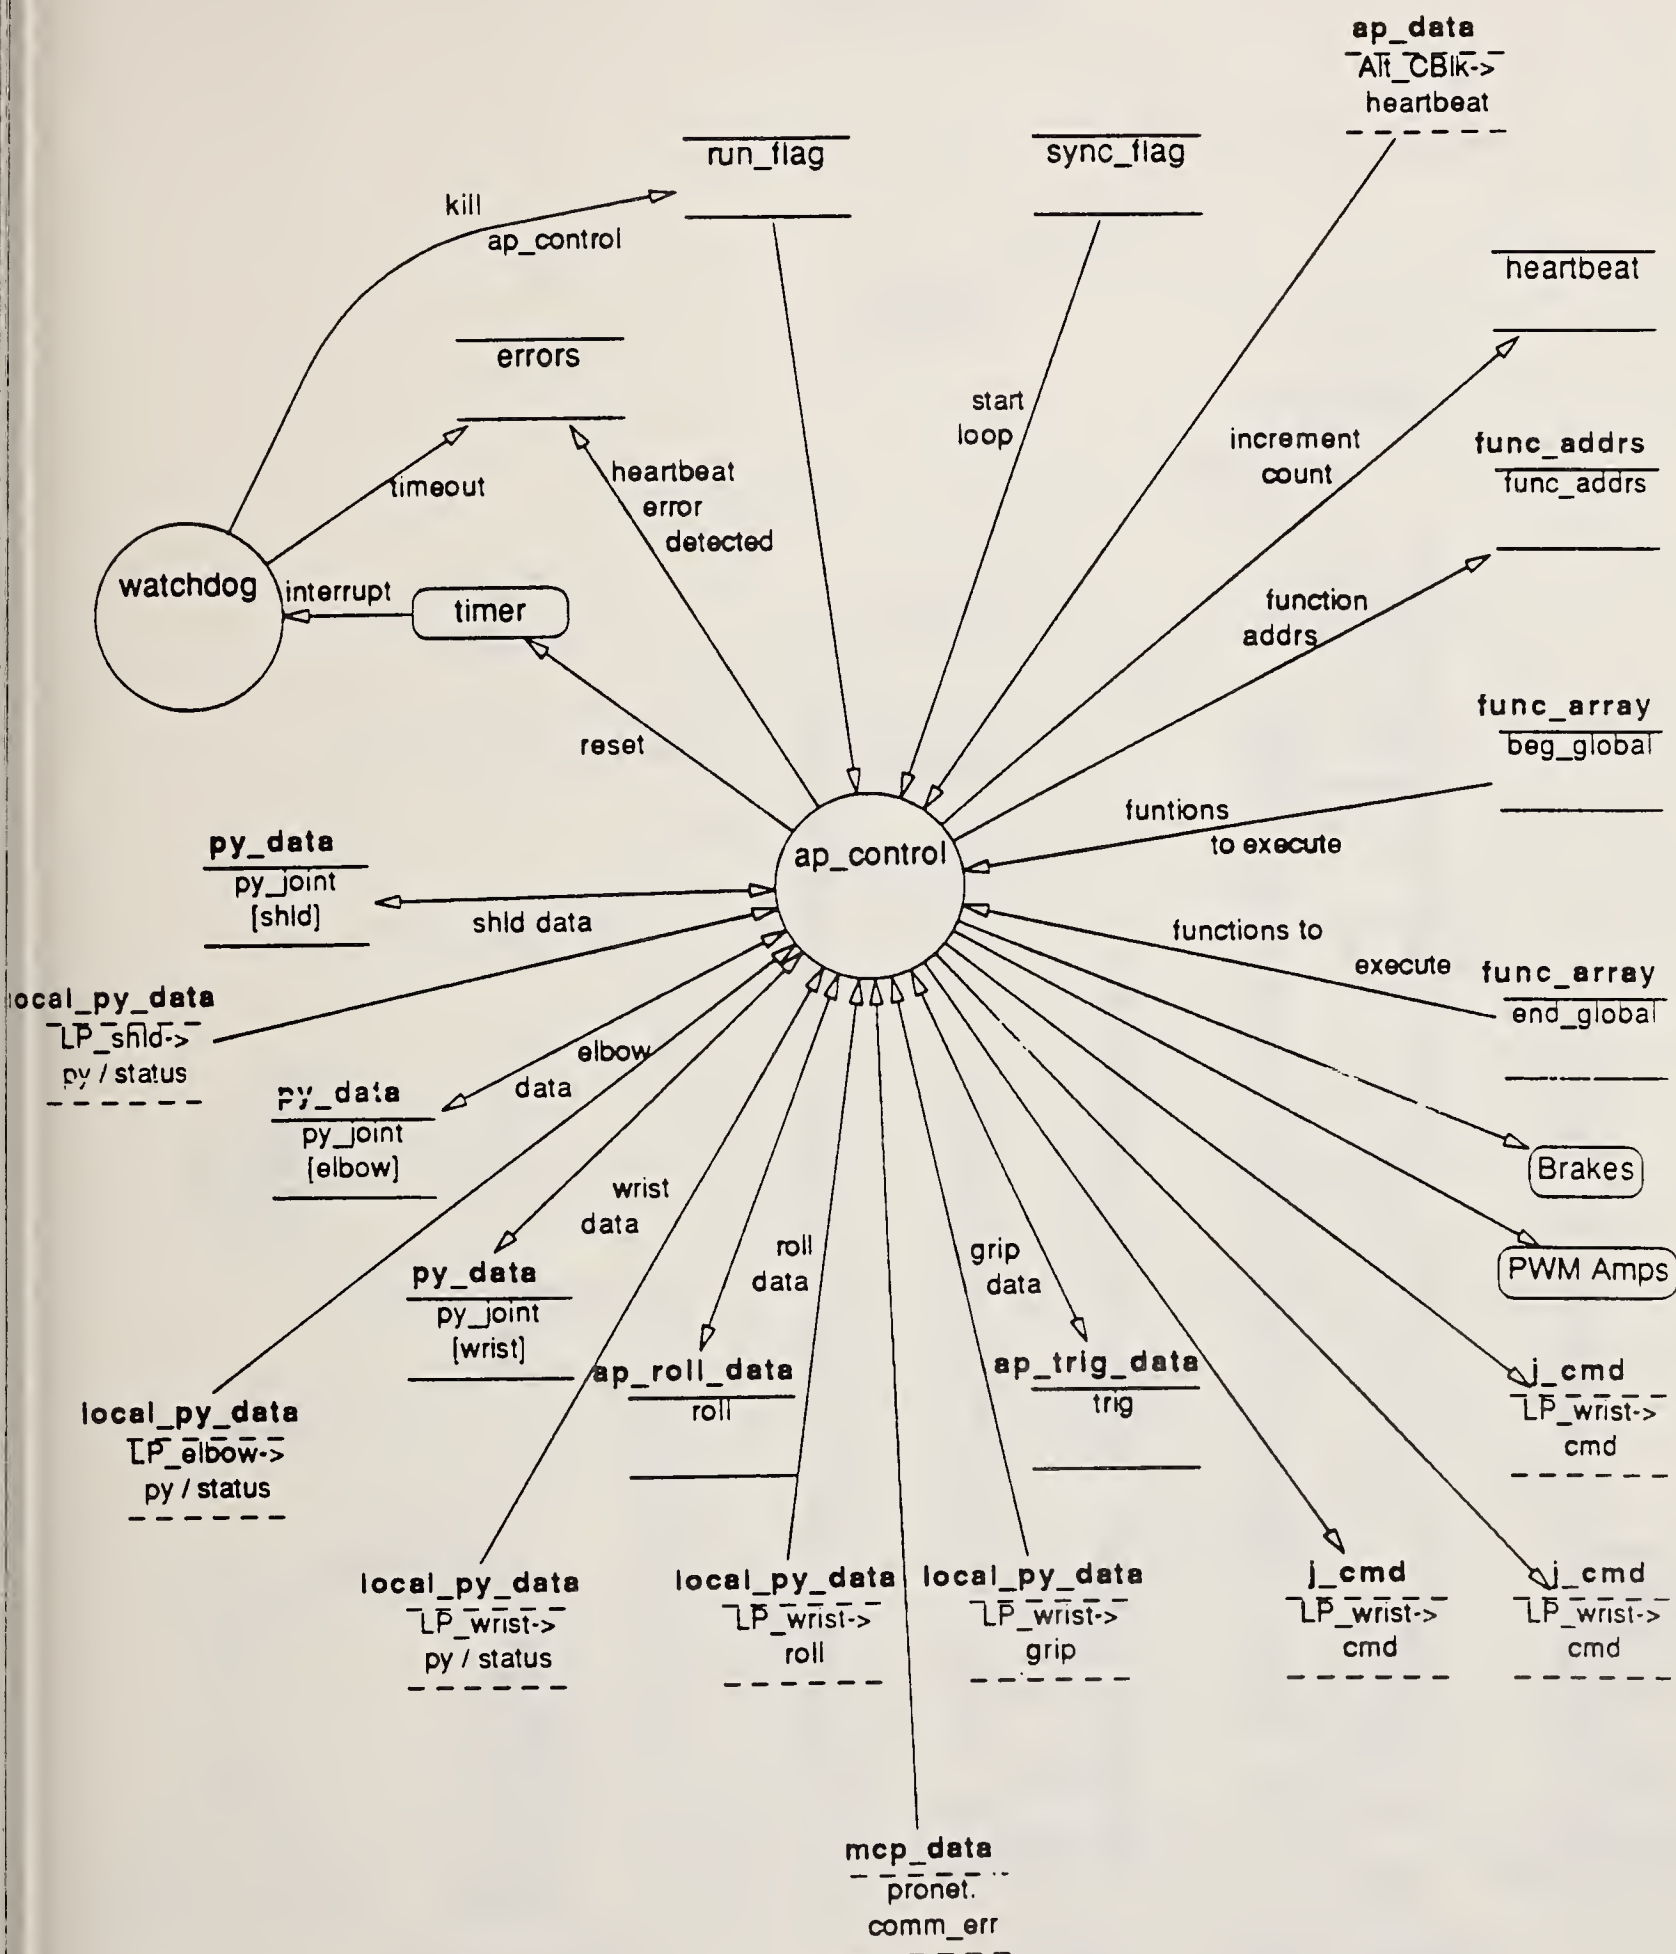 ap_data
Alt_CBlk->
heartbeat
run_flag
sync_flag
kill
ap_control
heartbeat
errors
start
loop
increment
count
func_addrs
func_addrs
timeout
heartbeat
error
detected
watchdog
interrupt
timer
function
addrs
reset
func_array
beg_global
funtions
to execute
py_data
py_joint
[shld]
ap_control
shld data
functions to
execute
func_array
end_global
local_py_data
LP_shld->
py / status
elbow
data
py_data
py_joint
[elbow]
Brakes
wrist
data
roll
data
grip
data
PWM Amps
py_data
py_joint
[wrist]
ap_roll_data
roll
ap_trig_data
trig
j_cmd
LP_wrist->
cmd
local_py_data
LP_elbow->
py / status
local_py_data
LP_wrist->
py / status
local_py_data
LP_wrist->
roll
local_py_data
LP_wrist->
grip
j_cmd
LP_wrist->
cmd
j_cmd
LP_wrist->
cmd
mcp_data
pronet.
comm_err